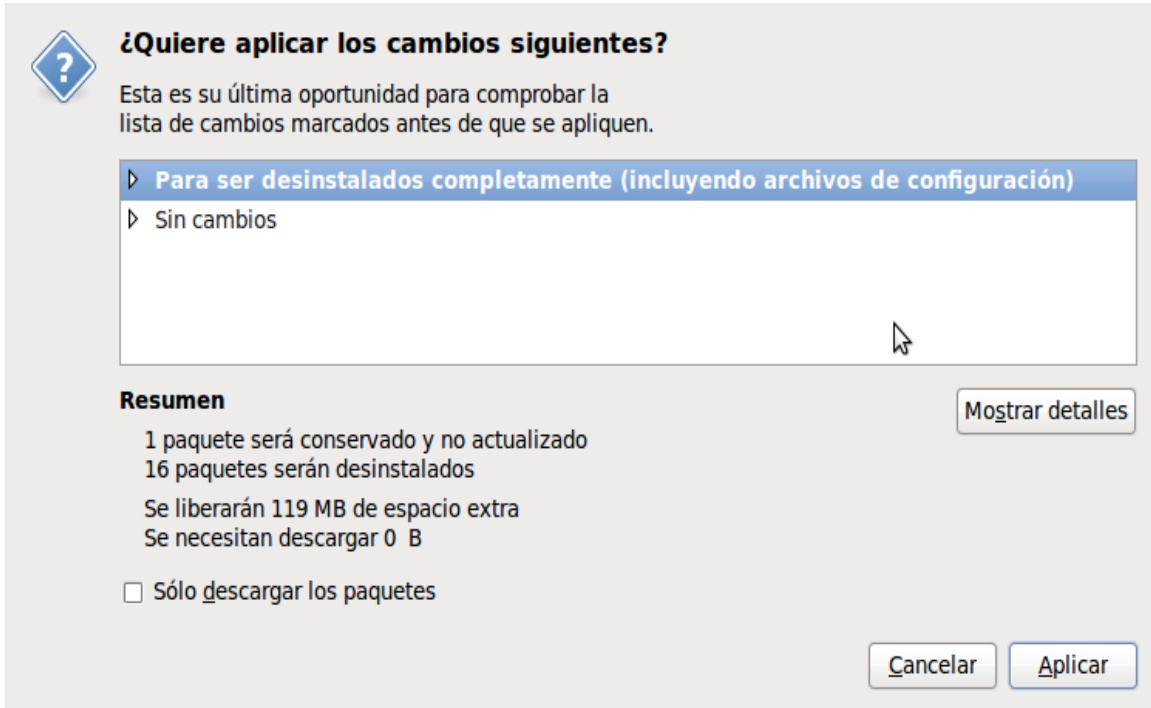 ¿Quiere aplicar los cambios siguientes?
Esta es su última oportunidad para comprobar la
lista de cambios marcados antes de que se apliquen.
Para ser desinstalados completamente (incluyendo archivos de configuración)
Sin cambios
Resumen
Mostrar detalles
1 paquete será conservado y no actualizado
16 paquetes serán desinstalados
Se liberarán 119 MB de espacio extra
Se necesitan descargar 0 B
Sólo descargar los paquetes
Cancelar
Aplicar